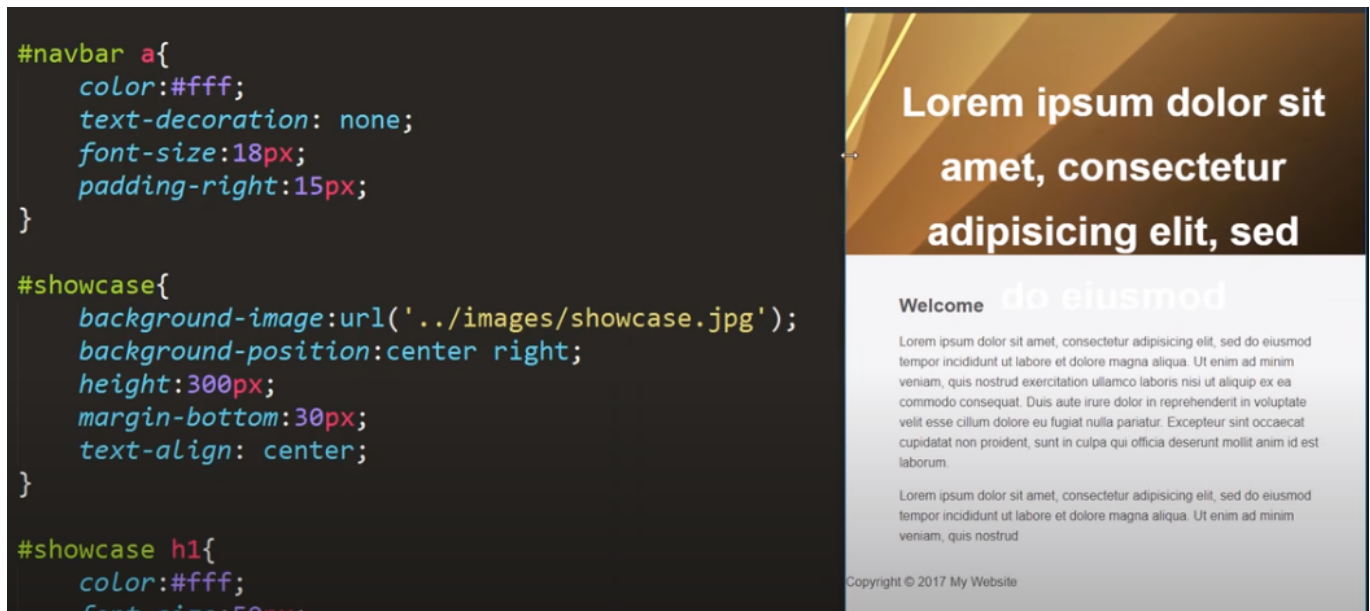 #navbar a{
color:#fff;
text-decoration: none;
font-size:18px;
padding-right:15px;
}
#showcase{
background-image:url('../images/showcase.jpg');
background-position:center right;
height:300px;
margin-bottom:30px;
text-align: center;
}
#showcase h1{
color:#fff;
Lorem ipsum dolor sit
amet, consectetur
adipisicing elit, sed
do eiusmod
Welcome
Lorem ipsum dolor sit amet, consectetur adipisicing elit, sed do eiusmod
tempor incididunt ut labore et dolore magna aliqua. Ut enim ad minim
veniam, quis nostrud exercitation ullamco laboris nisi ut aliquip ex ea
commodo consequat. Duis aute irure dolor in reprehenderit in voluptate
velit esse cillum dolore eu fugiat nulla pariatur. Excepteur sint occaecat
cupidatat non proident, sunt in culpa qui officia deserunt mollit anim id est
laborum.
Lorem ipsum dolor sit amet, consectetur adipisicing elit, sed do eiusmod
tempor incididunt ut labore et dolore magna aliqua. Ut enim ad minim
veniam, quis nostrud
Copyright © 2017 My Website